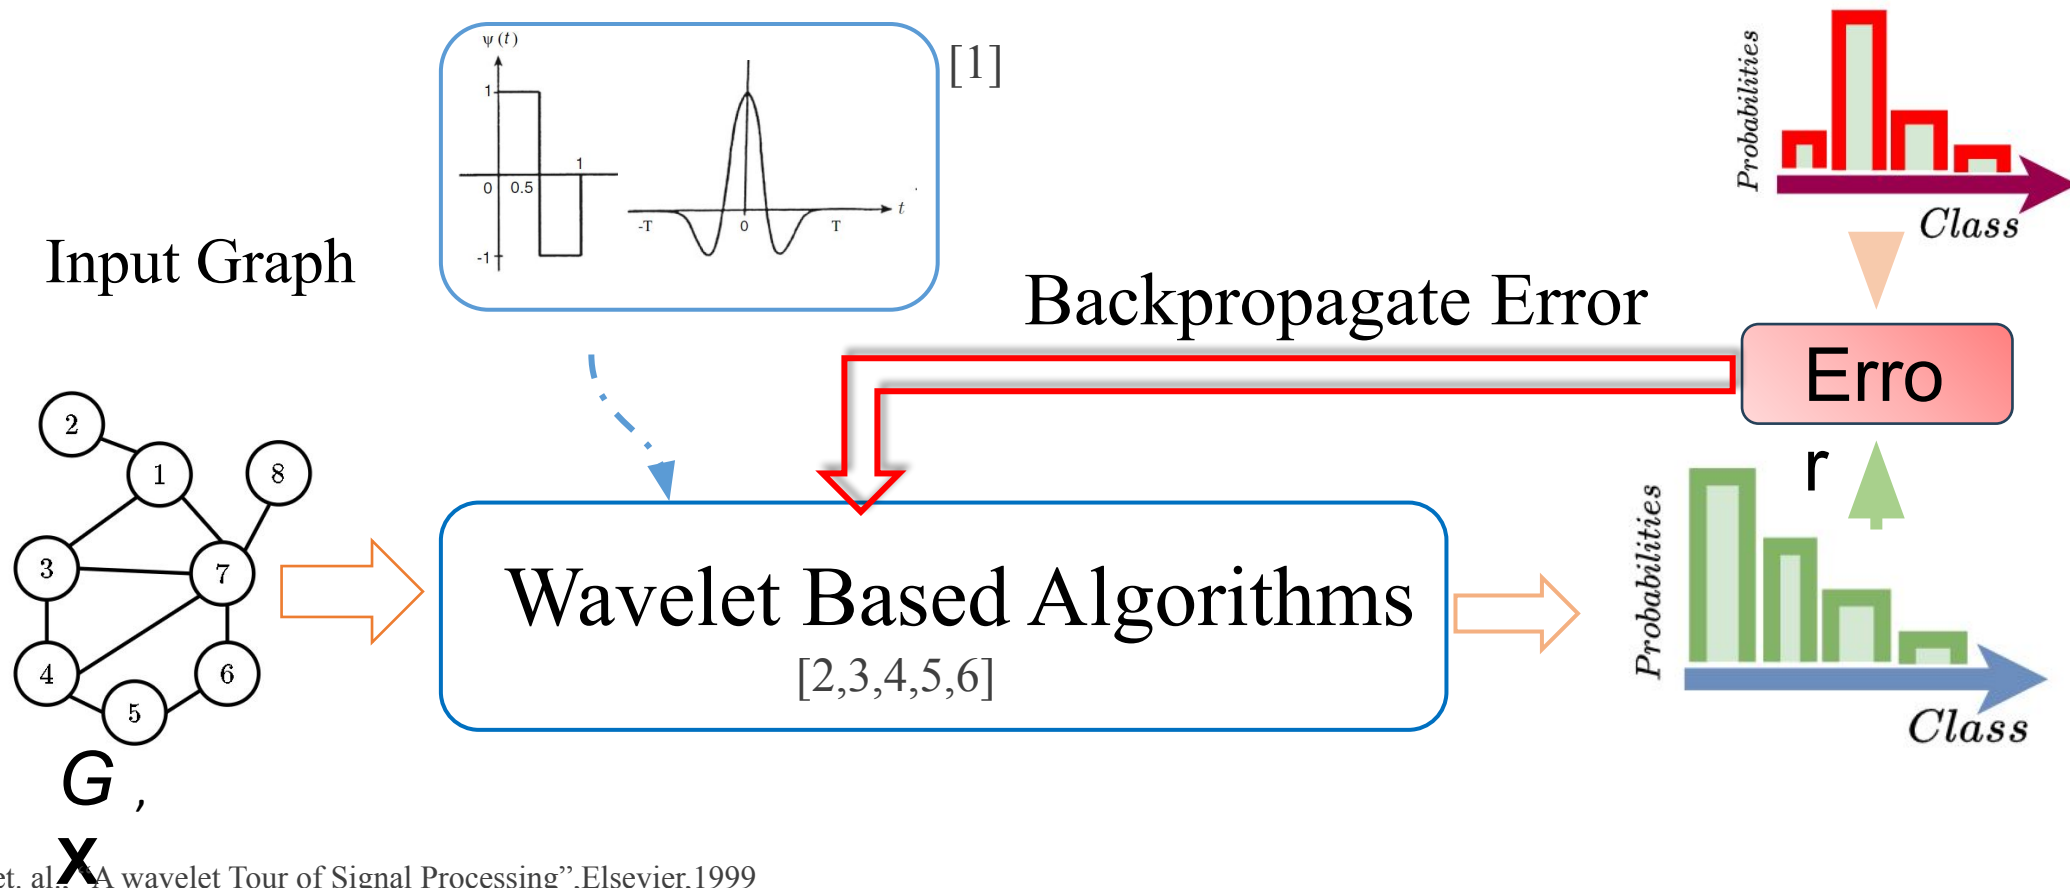 ψ(t)
1
1
0 0.5
-1
-T 0 T t
[1]
Probabilities
Class
Input Graph
Backpropagate Error
Erro
r
2
1
8
3
7
4
6
5
Wavelet Based Algorithms
[2,3,4,5,6]
Probabilities
Class
G ,
x
et. al., “A wavelet Tour of Signal Processing”,Elsevier,1999